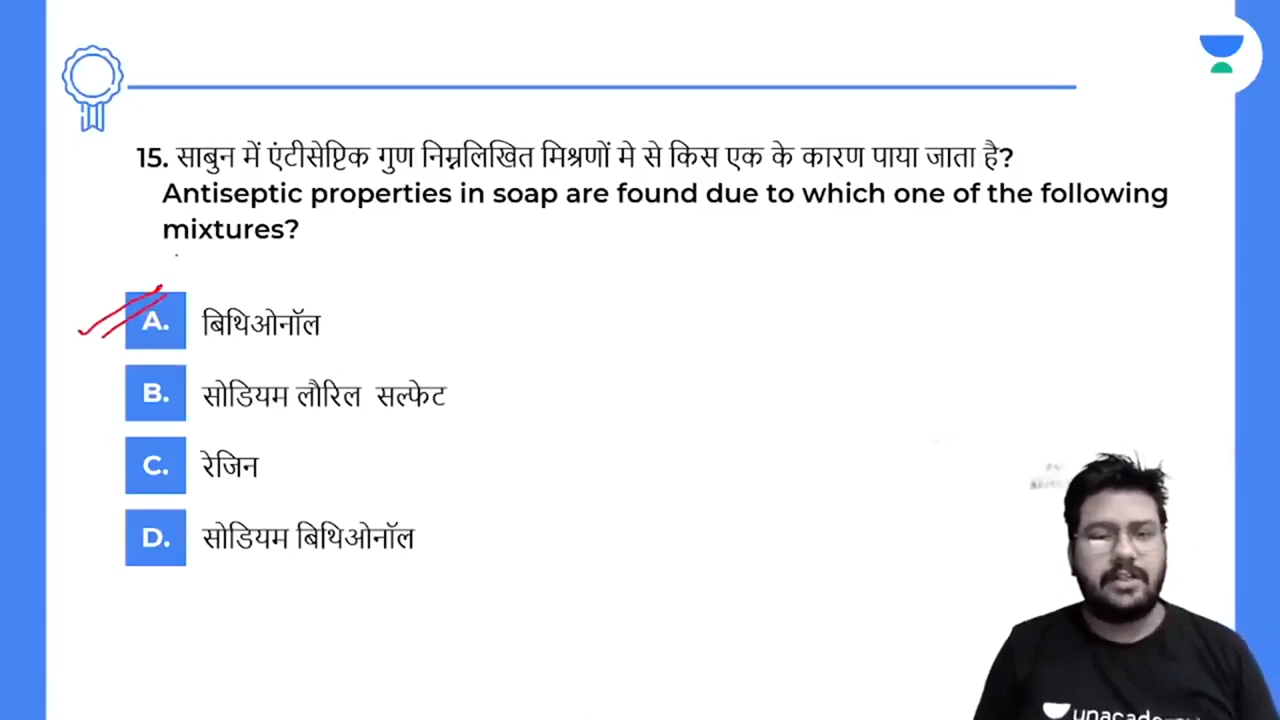 15. साबुन में एंटीसेप्टिक गुण निम्नलिखित मिश्रणों मे से किस एक के कारण पाया जाता है?
Antiseptic properties in soap are found due to which one of the following
mixtures?
A. बिथिओनॉल
B. सोडियम लौरिल सल्फेट
C. रेजिन
D. सोडियम बिथिओनॉल